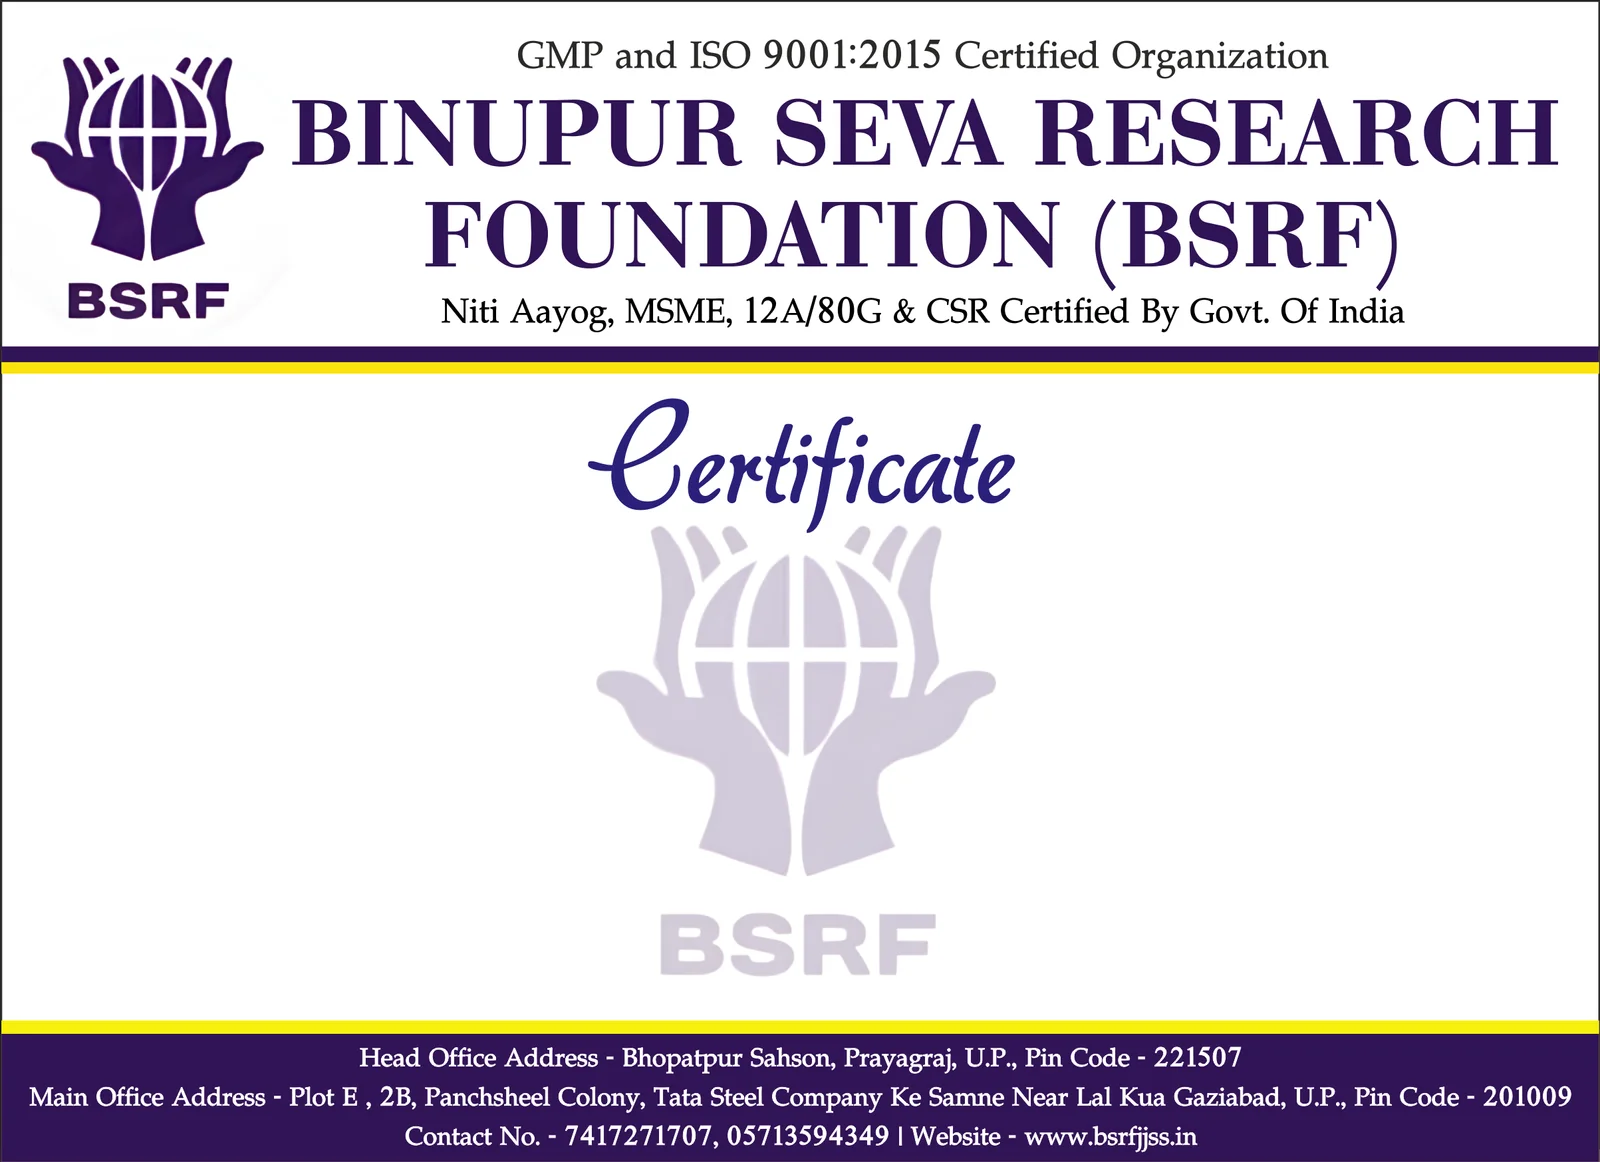 GMP and ISO 9001:2015 Certified Organization
BINUPUR SEVA RESEARCH
FOUNDATION (BSRF)
BSRF
Niti Aayog, MSME, 12A/80G & CSR Certified By Govt. Of India
Certificate
BSRF
Head Office Address - Bhopatpur Sahson, Prayagraj, U.P., Pin Code - 221507
Main Office Address - Plot E , 2B, Panchsheel Colony, Tata Steel Company Ke Samne Near Lal Kua Gaziabad, U.P., Pin Code - 201009
Contact No. - 7417271707, 05713594349 | Website - www.bsrfjjss.in